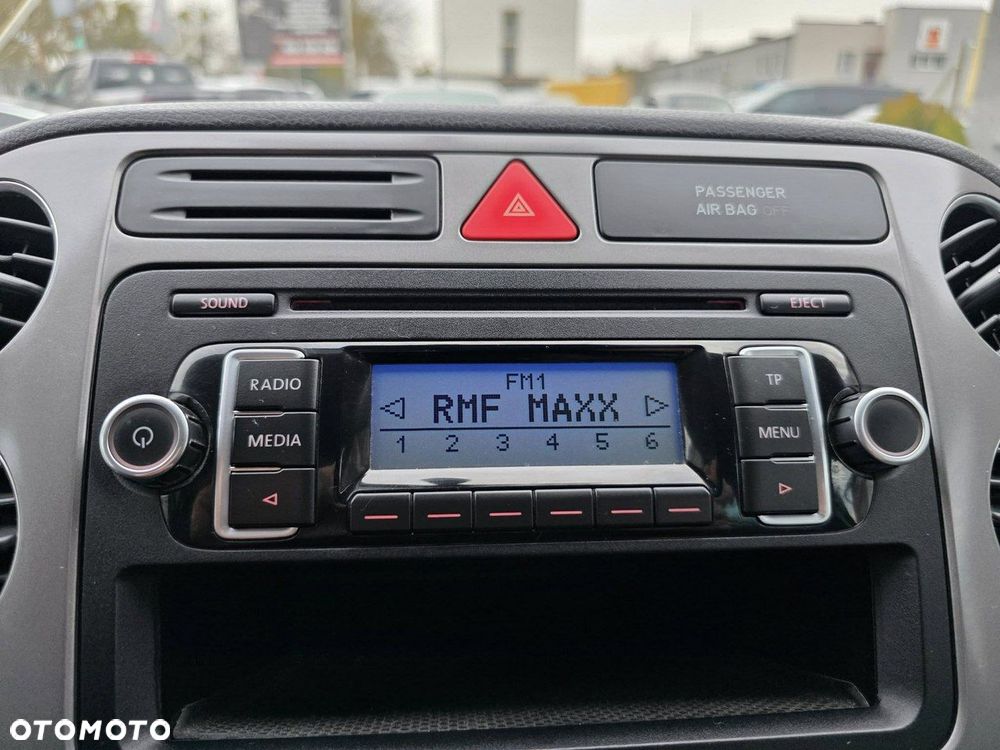 PASSENGER
AIR BAG OFF
SOUND
EJECT
RADIO
MEDIA
FM1
RMF MAXX
1 2 3 4 5 6
TP
MENU
OTOMOTO